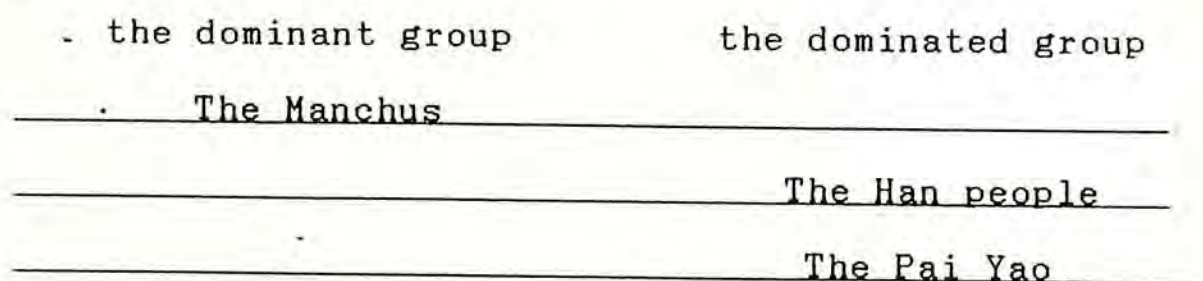 the dominant group the dominated group
The Manchus
The Han people
The Pai Yao